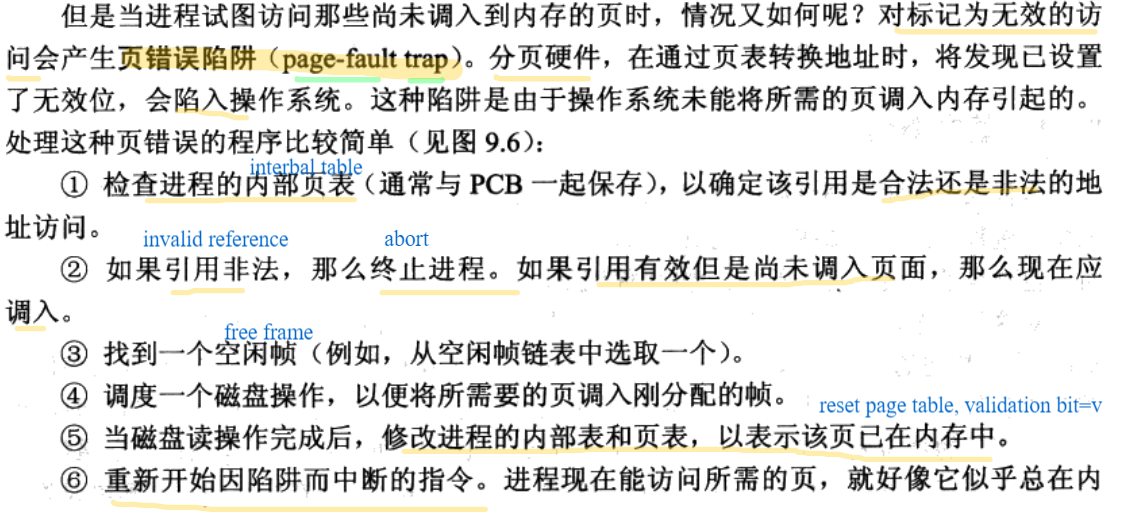 但是当进程试图访问那些尚未调入到内存的页时，情况又如何呢？对标记为无效的访
问会产生页错误陷阱（page-fault trap）。分页硬件，在通过页表转换地址时，将发现已设置
了无效位，会陷入操作系统。这种陷阱是由于操作系统未能将所需的页调入内存引起的。
处理这种页错误的程序比较简单（见图 9.6）：
interbal table
① 检查进程的内部页表（通常与 PCB 一起保存），以确定该引用是合法还是非法的地
址访问。
invalid reference abort
② 如果引用非法，那么终止进程。如果引用有效但是尚未调入页面，那么现在应
调入。
free frame
③ 找到一个空闲帧（例如，从空闲帧链表中选取一个）。
④ 调度一个磁盘操作，以便将所需要的页调入刚分配的帧。
reset page table, validation bit=v
⑤ 当磁盘读操作完成后，修改进程的内部表和页表，以表示该页已在内存中。
⑥ 重新开始因陷阱而中断的指令。进程现在能访问所需的页，就好像它似乎总在内